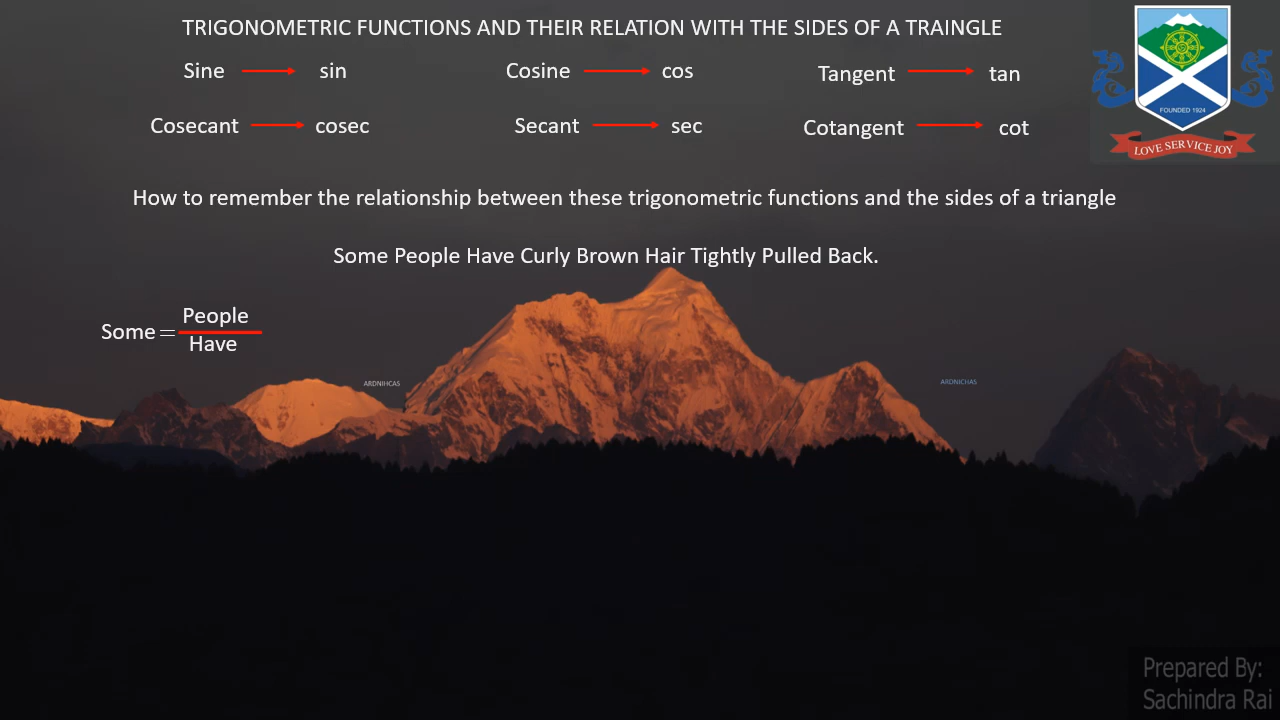 TRIGONOMETRIC FUNCTIONS AND THEIR RELATION WITH THE SIDES OF A TRAINGLE
Sine sin Cosine cos Tangent tan
Cosecant cosec Secant sec Cotangent cot
FOUNDED 1924
LOVE SERVICE JOY
How to remember the relationship between these trigonometric functions and the sides of a triangle
Some People Have Curly Brown Hair Tightly Pulled Back.
People
Some =
Have
ARDNIHCAS
ARDNICHAS
Prepared By:
Sachindra Rai